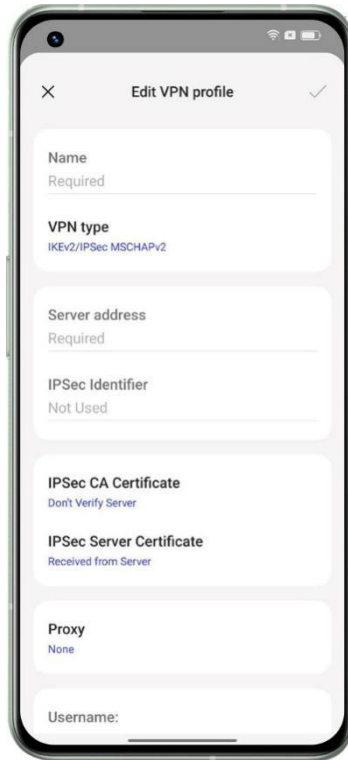 Edit VPN profile
Name
Required
VPN type
IKEv2/IPSec MSCHAPv2
Server address
Required
IPSec Identifier
Not Used
IPSec CA Certificate
Don't Verify Server
IPSec Server Certificate
Received from Server
Proxy
None
Username: